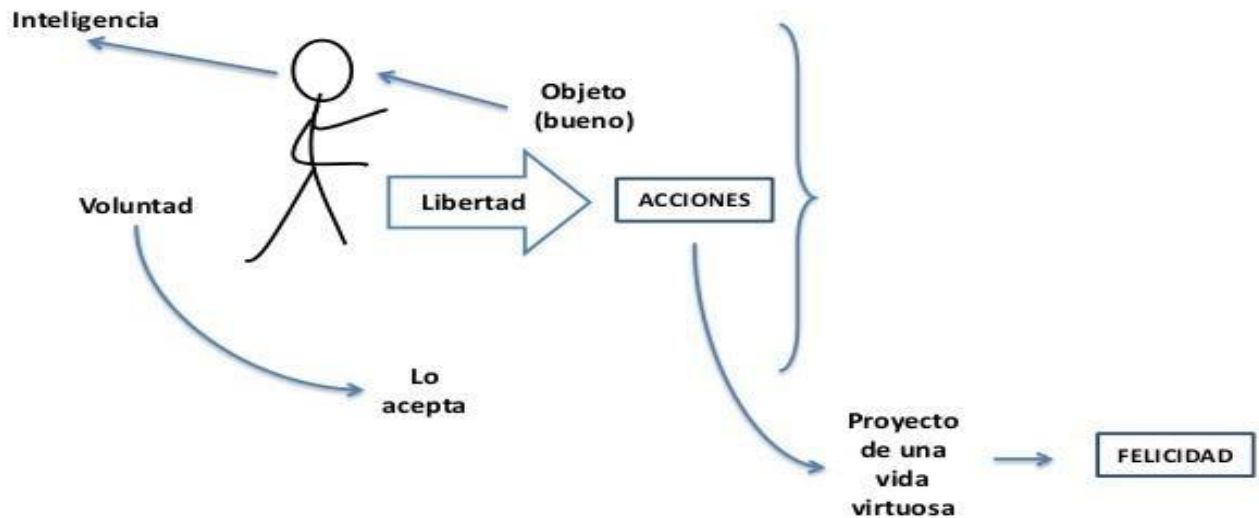 Inteligencia
Objeto
(bueno)
Voluntad
Libertad
ACCIONES
Lo
acepta
Proyecto
de una
vida
virtuosa
FELICIDAD